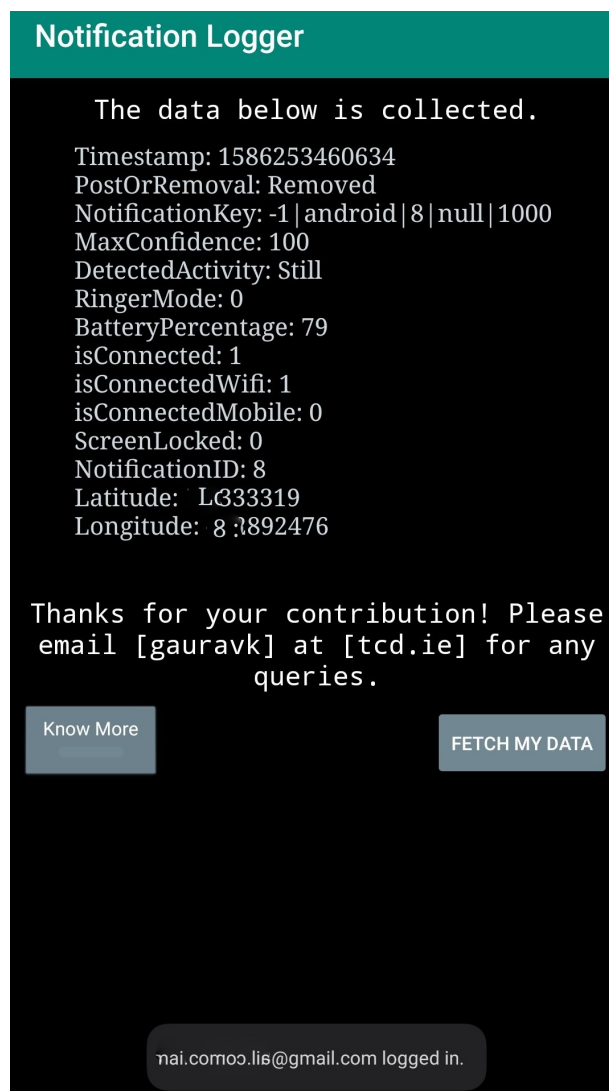 Notification Logger
The data below is collected.
Timestamp: 1586253460634
PostOrRemoval: Removed
NotificationKey: -1|android|8|null|1000
MaxConfidence: 100
DetectedActivity: Still
RingerMode: 0
BatteryPercentage: 79
isConnected: 1
isConnectedWifi: 1
isConnectedMobile: 0
ScreenLocked: 0
NotificationID: 8
Latitude:
Longitude:
Thanks for your contribution! Please
email [gauravk] at [tcd.ie] for any
queries.
Know More
FETCH MY DATA
logged in.